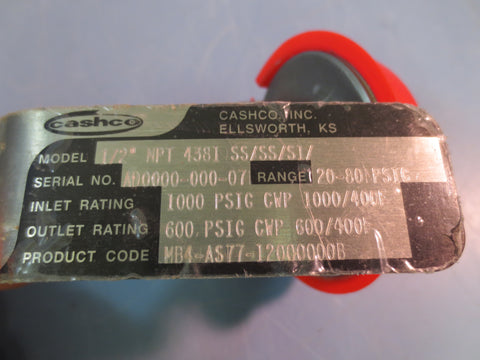 cashco
CASHCO, INC.
ELLSWORTH, KS
MODEL 1/2" NPT 4381 SS/SS/S1/
SERIAL NO. A00000-000-07 RANGE 20-80 PSIG
INLET RATING 1000 PSIG CWP 1000/400F
OUTLET RATING 600 PSIG CWP 600/400F
PRODUCT CODE MB4-AS77-12000000B